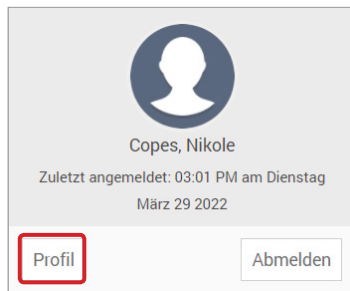 Copes, Nikole
Zuletzt angemeldet: 03:01 PM am Dienstag
März 29 2022
Profil
Abmelden